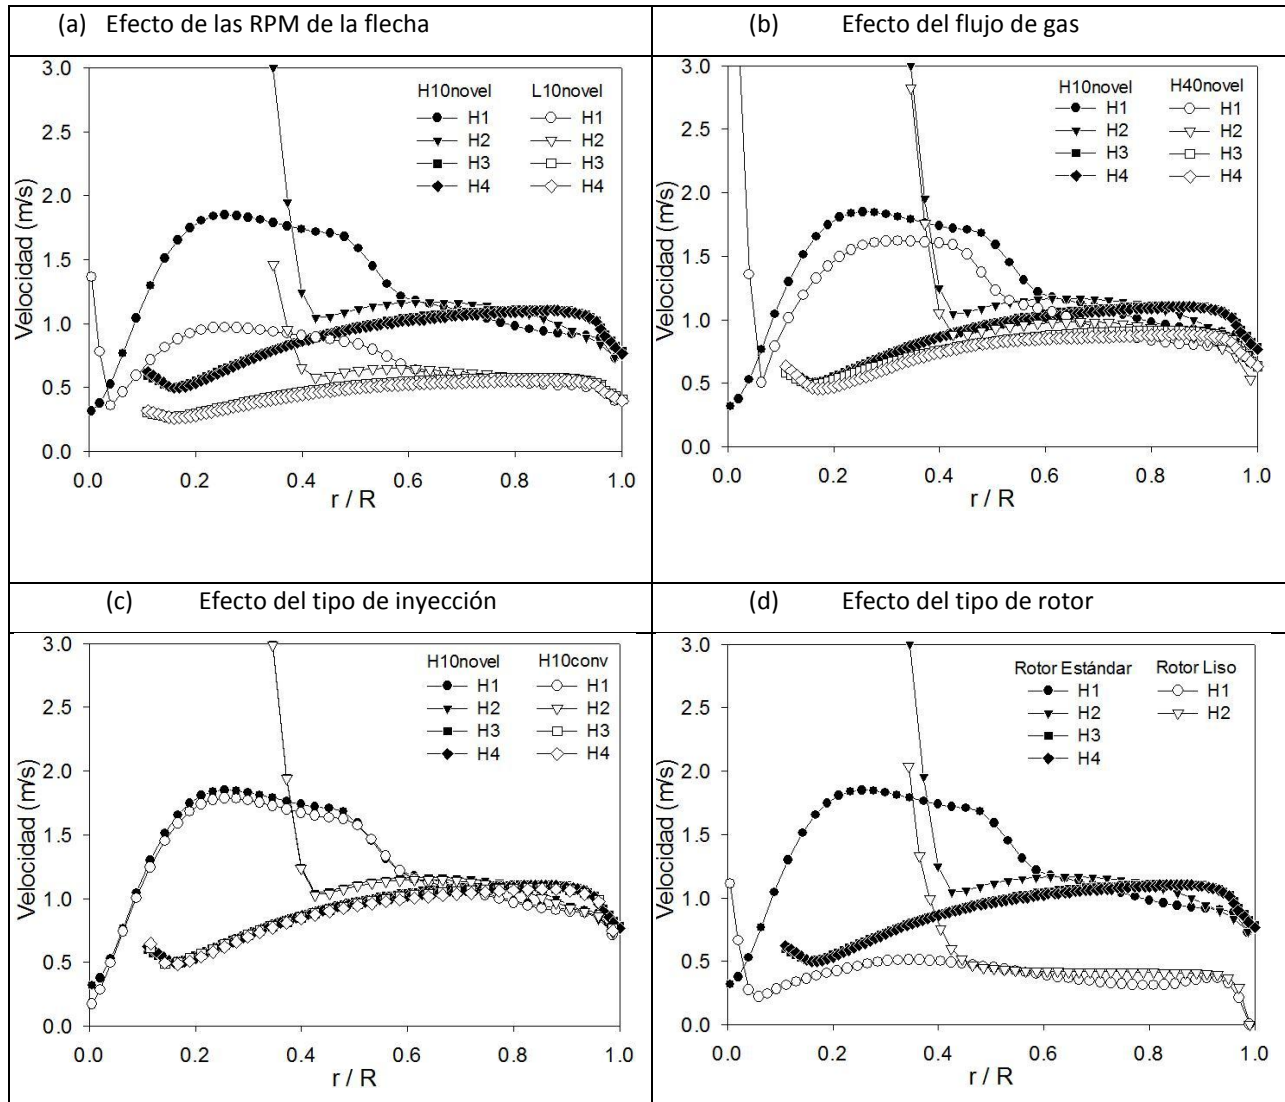 (a) Efecto de las RPM de la flecha
3.0
2.5
2.0
1.5
1.0
0.5
0.0
Velocidad (m/s)
H10novel L10novel
H1 H1
H2 H2
H3 H3
H4 H4
0.0 0.2 0.4 0.6 0.8 1.0
r / R
(b) Efecto del flujo de gas
3.0
2.5
2.0
1.5
1.0
0.5
0.0
Velocidad (m/s)
H10novel H40novel
H1 H1
H2 H2
H3 H3
H4 H4
0.0 0.2 0.4 0.6 0.8 1.0
r / R
(c) Efecto del tipo de inyección
3.0
2.5
2.0
1.5
1.0
0.5
0.0
Velocidad (m/s)
H10novel H10conv
H1 H1
H2 H2
H3 H3
H4 H4
0.0 0.2 0.4 0.6 0.8 1.0
r / R
(d) Efecto del tipo de rotor
3.0
2.5
2.0
1.5
1.0
0.5
0.0
Velocidad (m/s)
Rotor Estándar Rotor Liso
H1 H1
H2 H2
H3
H4
0.0 0.2 0.4 0.6 0.8 1.0
r / R